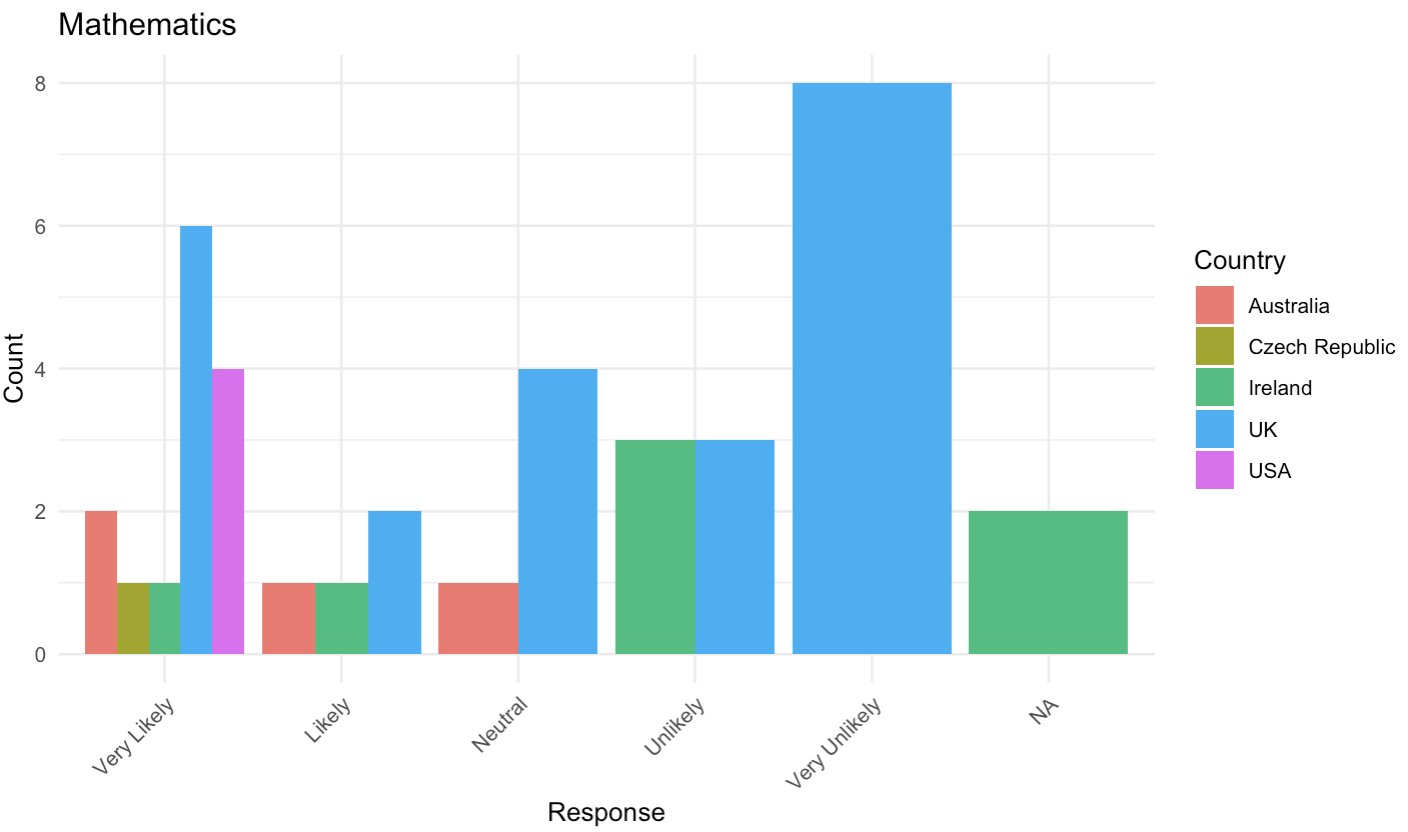 Mathematics
8
6
4
2
0
Count
Very Likely
Likely
Neutral
Unlikely
Very Unlikely
NA
Response
Country
Australia
Czech Republic
Ireland
UK
USA